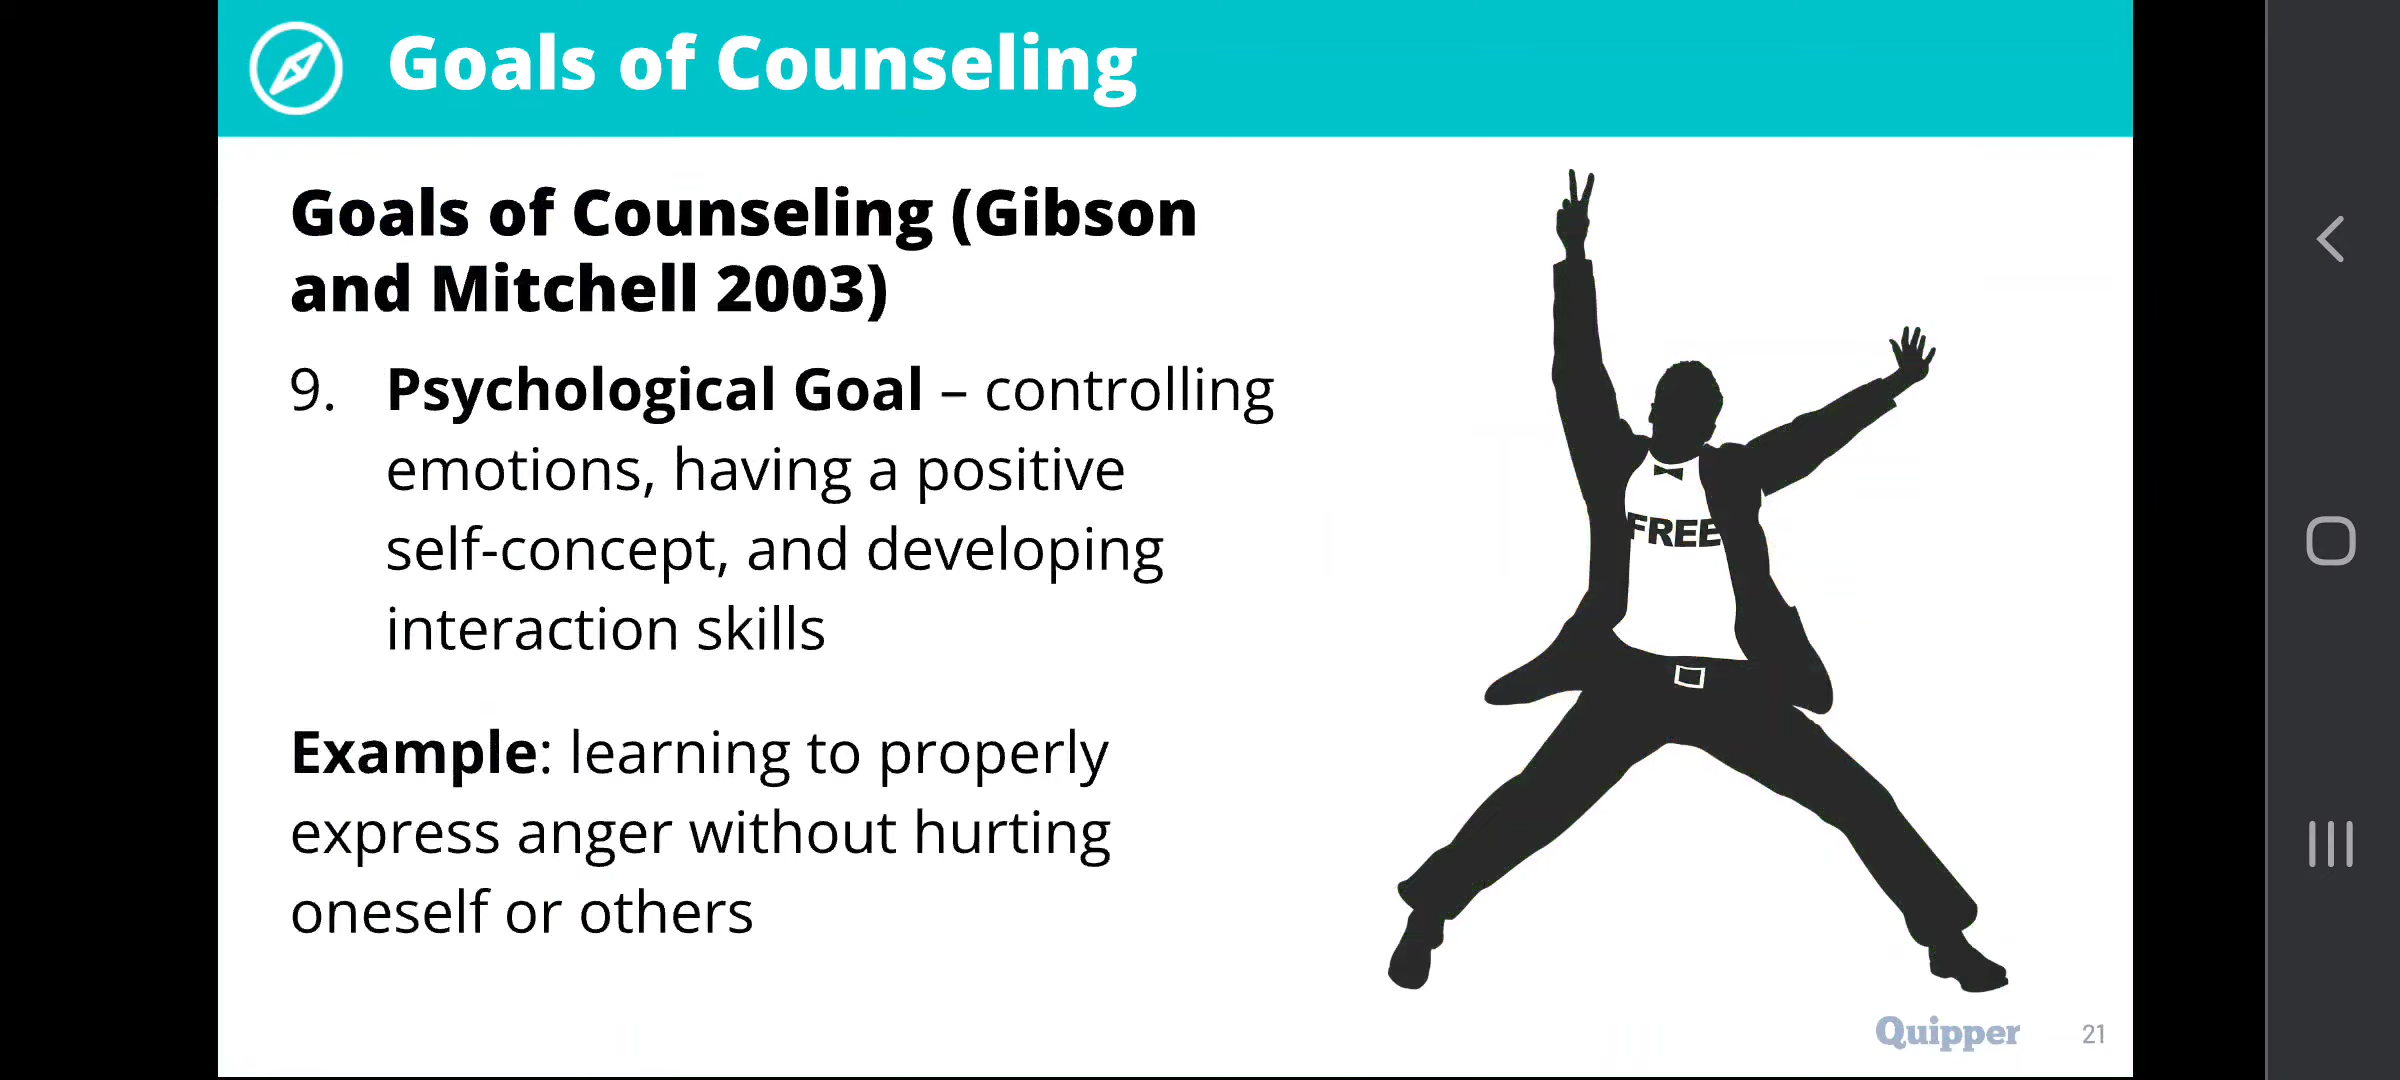 Goals of Counseling
Goals of Counseling (Gibson
and Mitchell 2003)
9. Psychological Goal – controlling
emotions, having a positive
self-concept, and developing
interaction skills
Example: learning to properly
express anger without hurting
oneself or others
FREE
Quipper 21